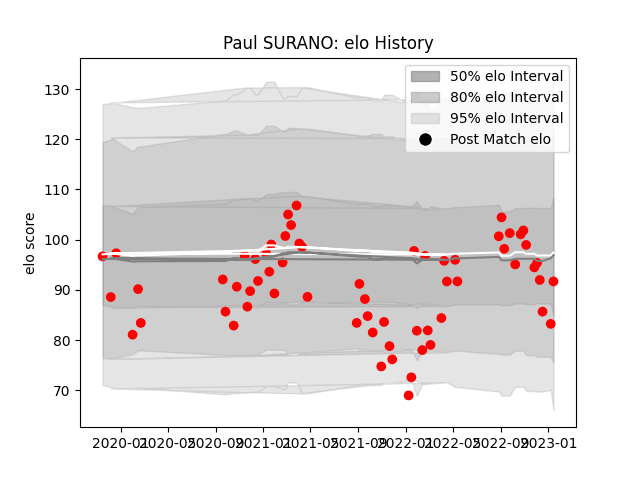 Paul SURANO: elo History
50% elo Interval
80% elo Interval
95% elo Interval
Post Match elo
elo score
130
120
110
100
90
80
70
2020-01 2020-05 2020-09 2021-01 2021-05 2021-09 2022-01 2022-05 2022-09 2023-01